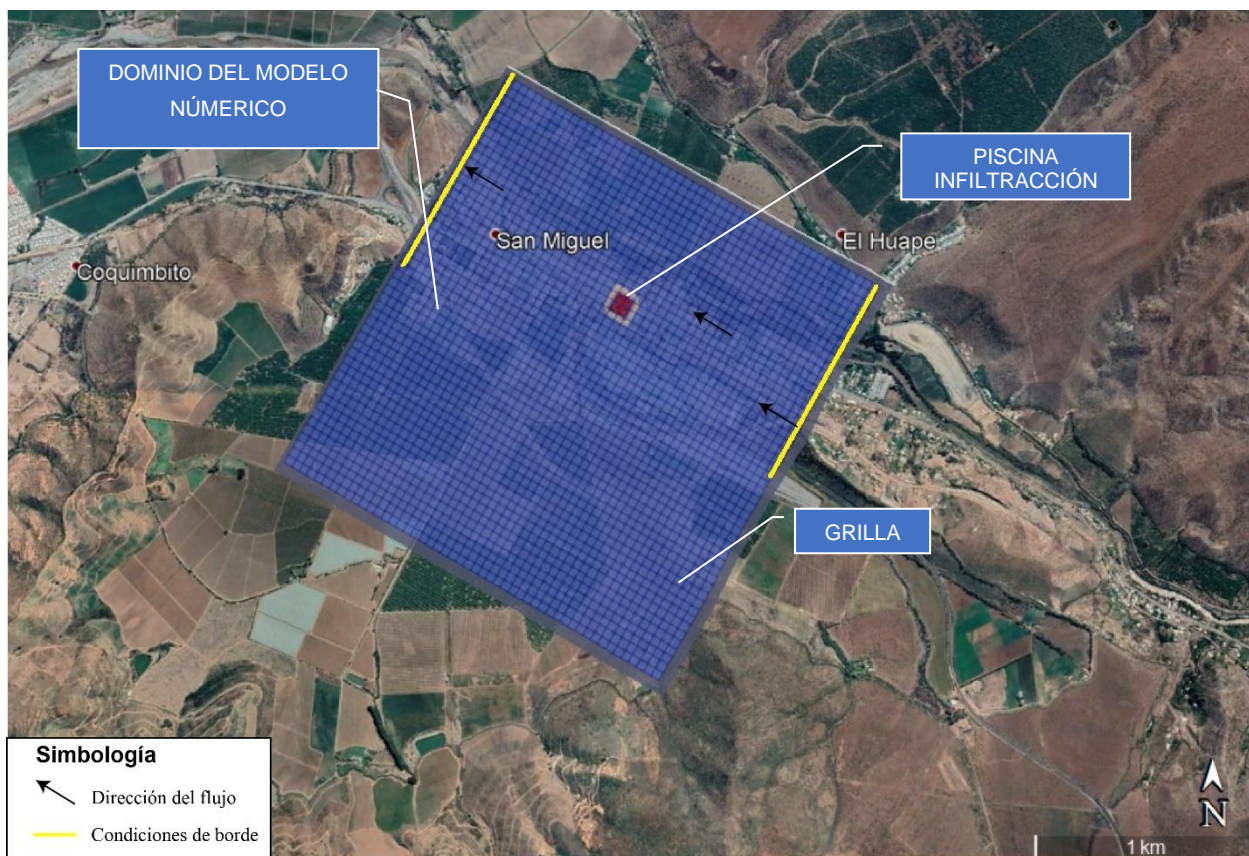 DOMINIO DEL MODELO
NÚMERICO
PISCINA
INFILTRACCIÓN
San Miguel
El Huape
Coquimbito
GRILLA
Simbología
Dirección del flujo
Condiciones de borde
N
1 km